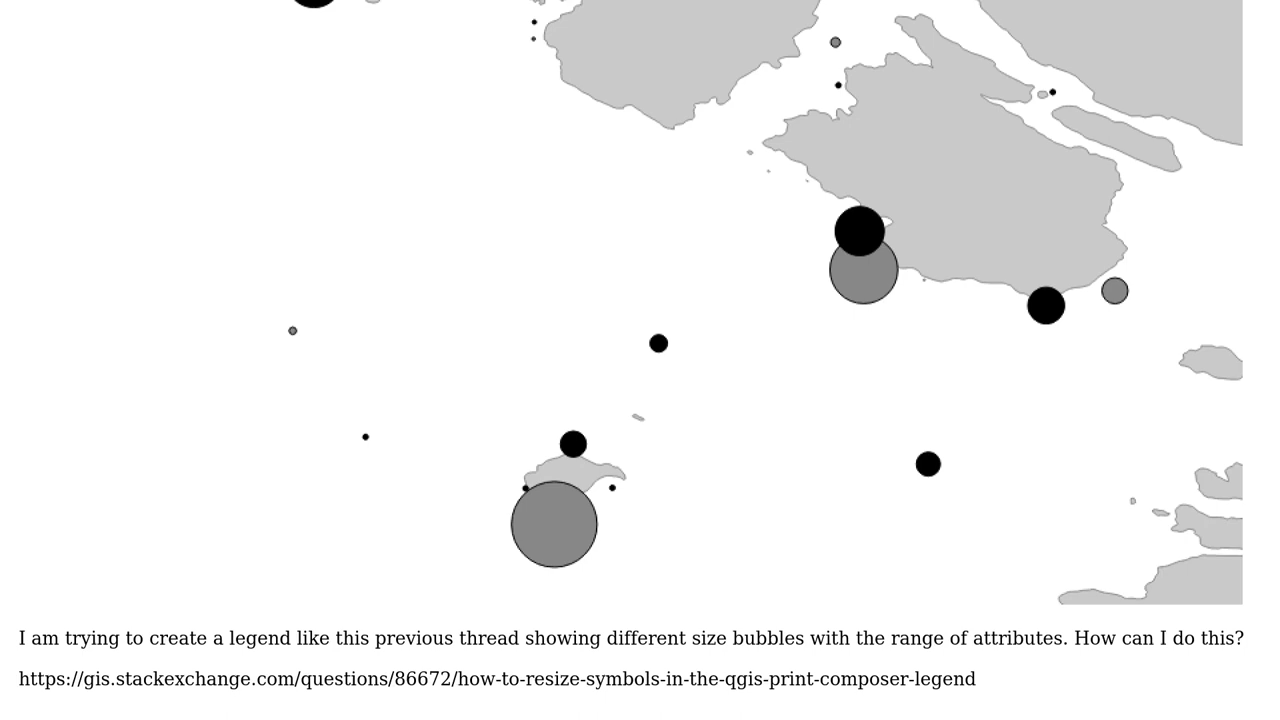 I am trying to create a legend like this previous thread showing different size bubbles with the range of attributes. How can I do this?
https://gis.stackexchange.com/questions/86672/how-to-resize-symbols-in-the-qgis-print-composer-legend